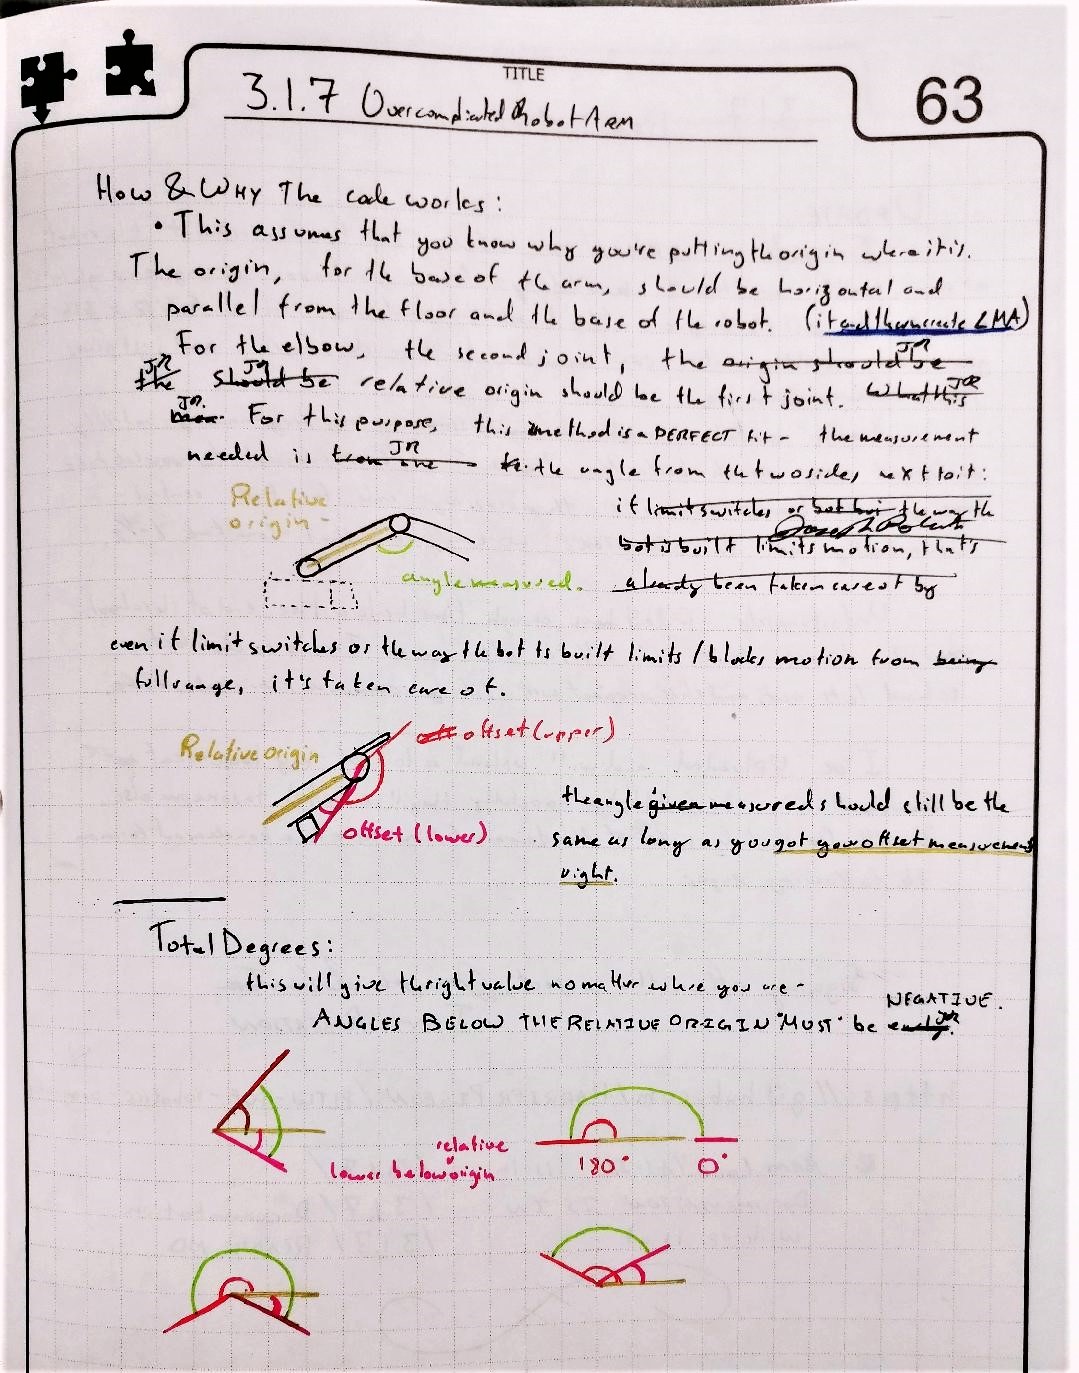 TITLE
3.1.7 Overcomplicated Robot Arm
63
How & WHY The code works:
• This assumes that you know why you're putting the origin where it is.
The origin, for the base of the arm, should be horizontal and
parallel from the floor and the base of the robot. (it and then create LMA)
For the elbow, the second joint, the origin should be JR
the JR should be JR relative origin should be the first joint. What this JR
JR. For this purpose, this method is a PERFECT fit - the measurement
needed is from one JR the angle from the two sides next to it:
Relative
origin -
angle measured.
if limit switches or bot but the way the
bot is built limits motion, that's
already been taken care of by
even if limit switches or the way the bot is built limits / blocks motion from being
full range, it's taken care of.
Relative origin
off offset (upper)
offset (lower)
the angle given measured should still be the
same as long as you got your offset measurement
right.
Total Degrees:
this will give the right value no matter where you are -
NEGATIVE.
ANGLES BELOW THE RELATIVE ORIGIN "MUST" be JR
relative
lower below origin
180° 0°